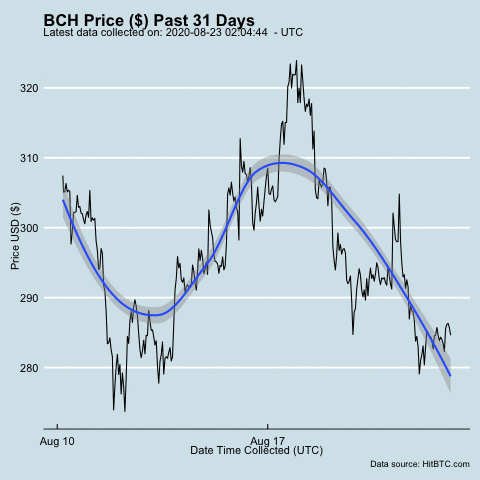 BCH Price ($) Past 31 Days
Latest data collected on: 2020-08-23 02:04:44  - UTC
320
310
300
290
280
Price USD ($)
Aug 10
Aug 17
Date Time Collected (UTC)
Data source: HitBTC.com